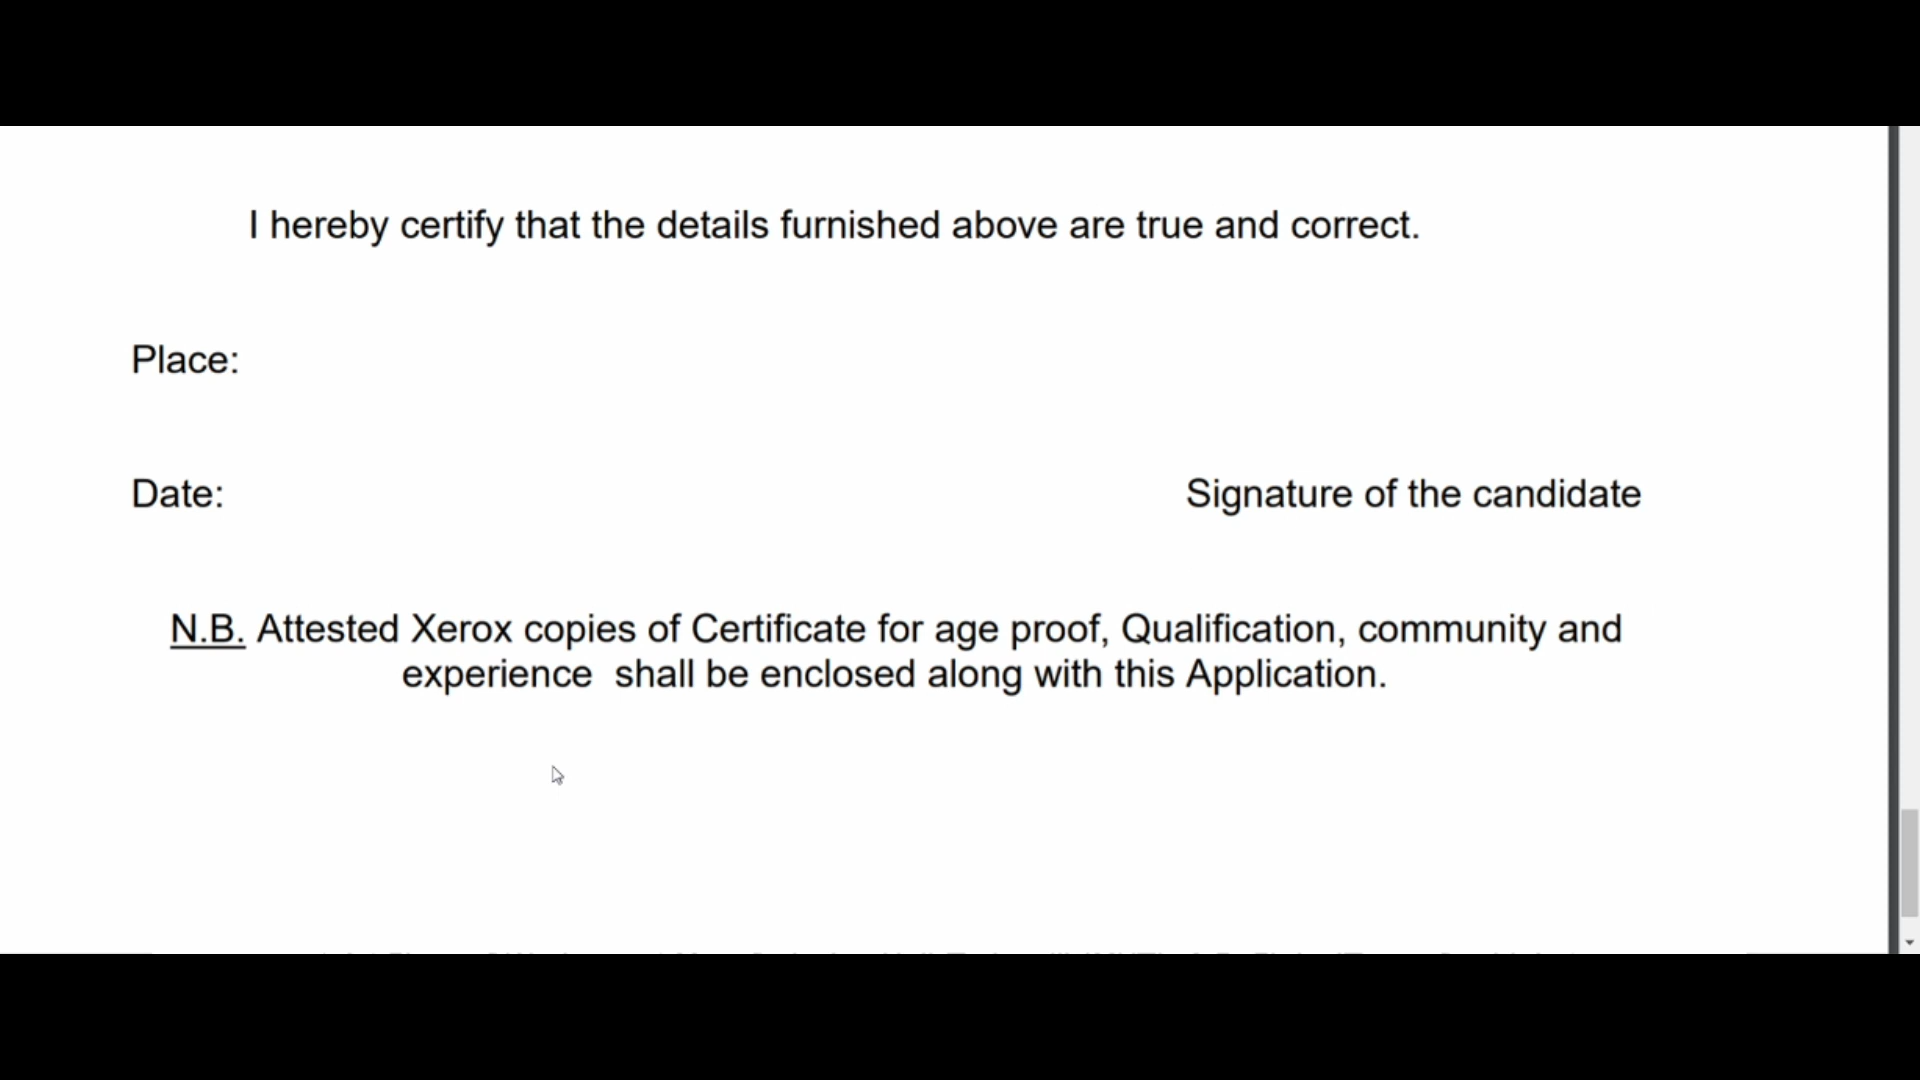 I hereby certify that the details furnished above are true and correct.
Place:
Date:
Signature of the candidate
N.B. Attested Xerox copies of Certificate for age proof, Qualification, community and
experience  shall be enclosed along with this Application.